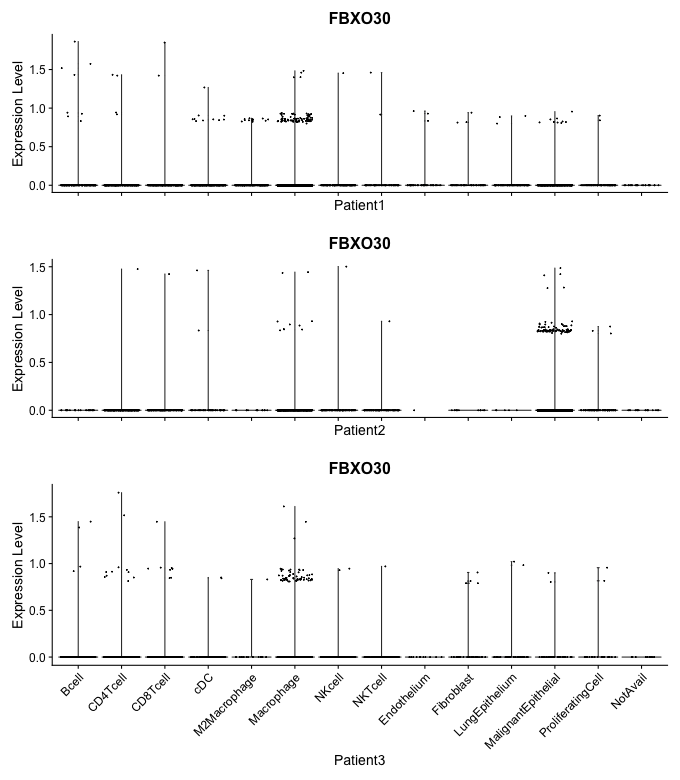 FBXO30
Expression Level
1.5
1.0
0.5
0.0
Patient1
FBXO30
Expression Level
1.5
1.0
0.5
0.0
Patient2
FBXO30
Expression Level
1.5
1.0
0.5
0.0
Bcell
CD4Tcell
CD8Tcell
cDC
M2Macrophage
Macrophage
NKcell
NKTcell
Endothelium
Fibroblast
LungEpithelium
MalignantEpithelial
ProliferatingCell
NotAvail
Patient3